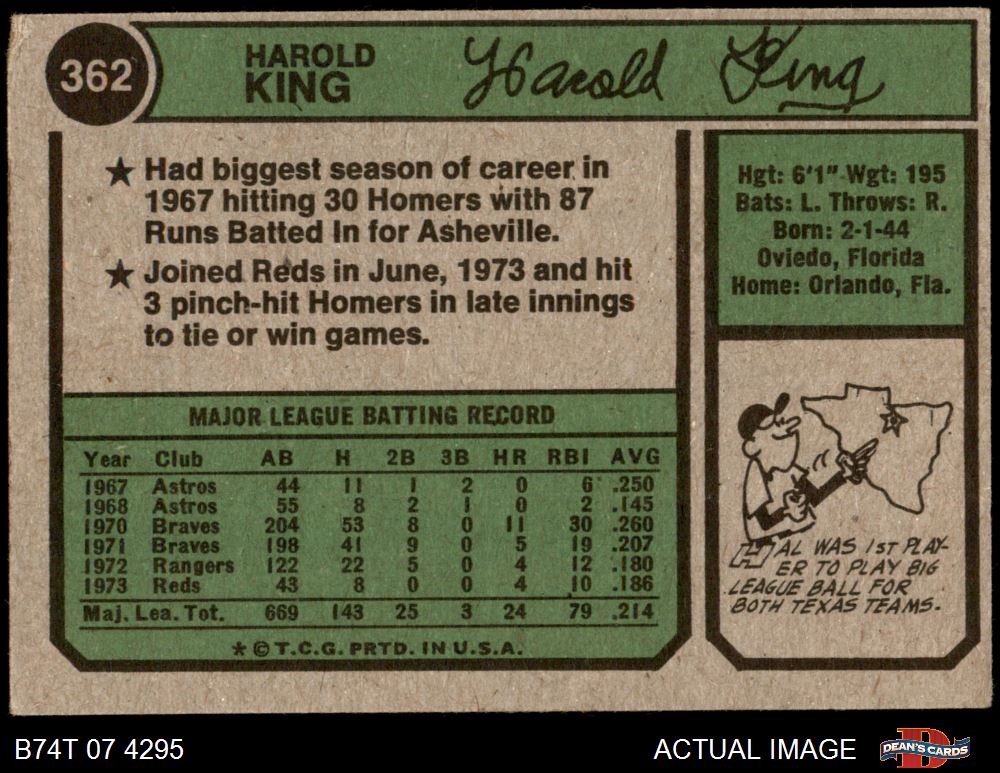 362
HAROLD
KING
Harold King
★ Had biggest season of career in
1967 hitting 30 Homers with 87
Runs Batted In for Asheville.
★ Joined Reds in June, 1973 and hit
3 pinch-hit Homers in late innings
to tie or win games.
Hgt: 6'1" Wgt: 195
Bats: L. Throws: R.
Born: 2-1-44
Oviedo, Florida
Home: Orlando, Fla.
MAJOR LEAGUE BATTING RECORD
Year Club AB H 2B 3B HR RBI AVG
1967 Astros 44 11 1 2 0 6 .250
1968 Astros 55 8 2 1 0 2 .145
1970 Braves 204 53 8 0 11 30 .260
1971 Braves 198 41 9 0 5 19 .207
1972 Rangers 122 22 5 0 4 12 .180
1973 Reds 43 8 0 0 4 10 .186
Maj. Lea. Tot. 669 143 25 3 24 79 .214
* © T.C.G. PRTD. IN U.S.A.
HAL WAS 1ST PLAY-
ER TO PLAY BIG
LEAGUE BALL FOR
BOTH TEXAS TEAMS.
B74T 07 4295
ACTUAL IMAGE
D
DEAN'S CARDS